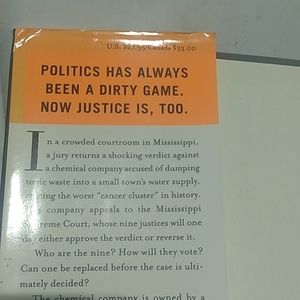 U.S. $27.95/Canada $33.00
POLITICS HAS ALWAYS
BEEN A DIRTY GAME.
NOW JUSTICE IS, TOO.
In a crowded courtroom in Mississippi,
a jury returns a shocking verdict against
a chemical company accused of dumping
toxic waste into a small town's water supply,
the worst "cancer cluster" in history.
company appeals to the Mississippi
reme Court, whose nine justices will one
day either approve the verdict or reverse it.
Who are the nine? How will they vote?
Can one be replaced before the case is ulti-
mately decided?
The chemical company is owned by a